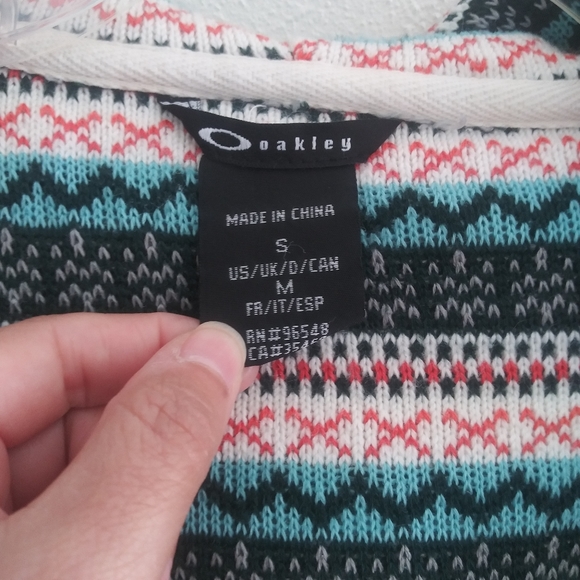 oakley
MADE IN CHINA
S
US/UK/D/CAN
M
FR/IT/ESP
RN#96548